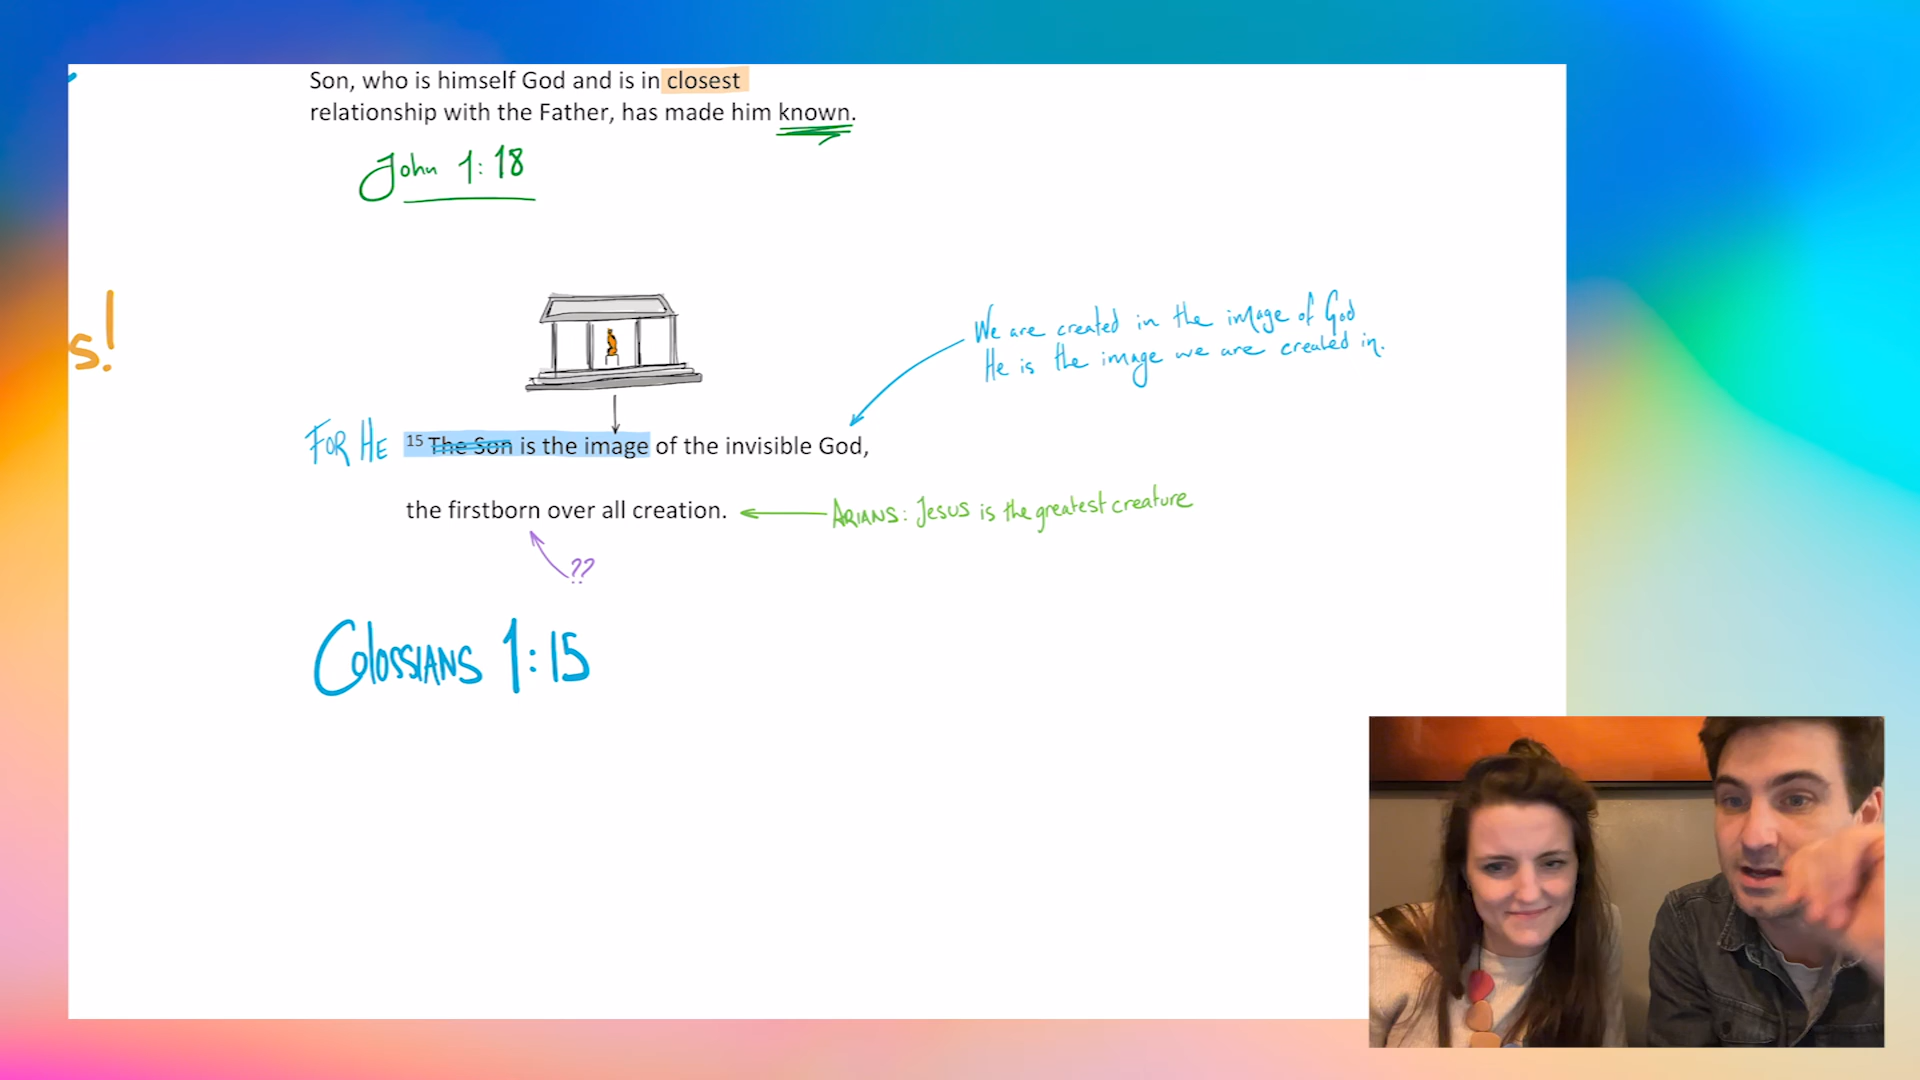 Son, who is himself God and is in closest
relationship with the Father, has made him known.
John 1:18
s!
We are created in the image of God
He is the image we are created in.
FOR HE 15 The Son is the image of the invisible God,
the firstborn over all creation.
ARIANS: JESUS is the greatest creature
??
COLOSSIANS 1:15